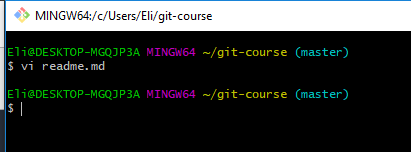 MINGW64:/c/Users/Eli/git-course
Eli@DESKTOP-MGQJP3A MINGW64 ~/git-course (master)
$ vi readme.md
Eli@DESKTOP-MGQJP3A MINGW64 ~/git-course (master)
$